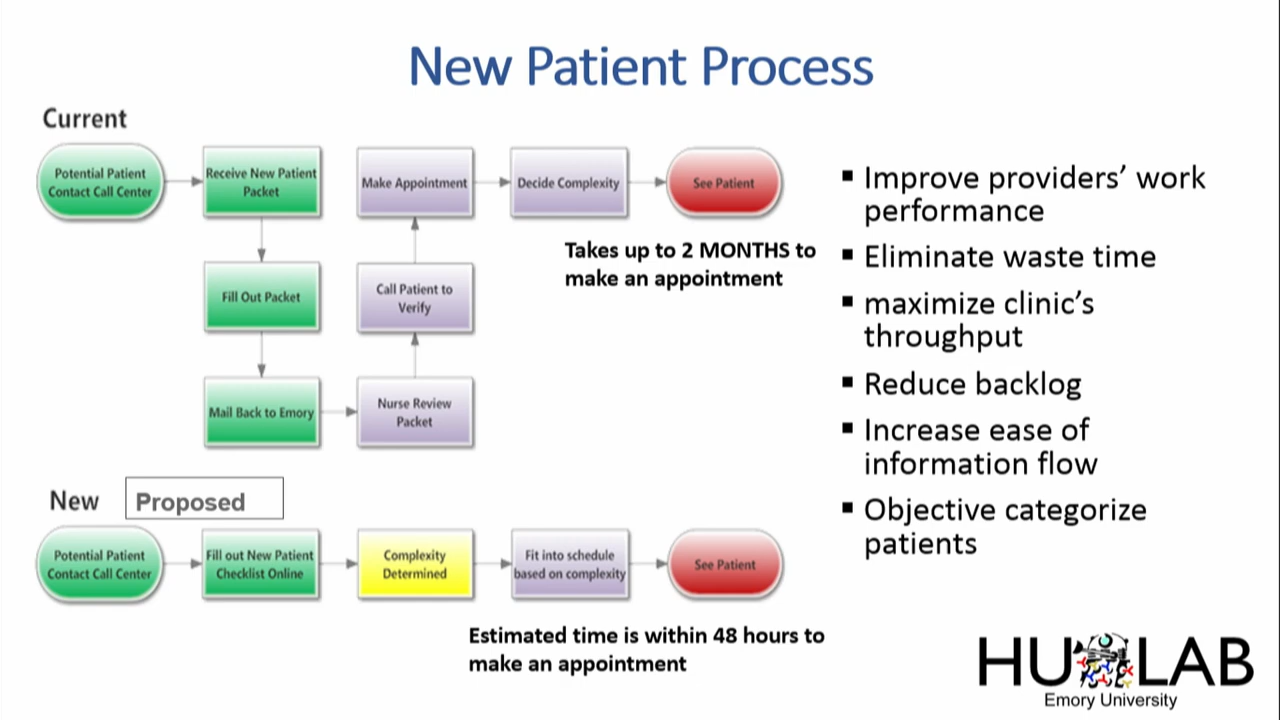 New Patient Process
Current
Potential Patient
Contact Call Center
Receive New Patient
Packet
Fill Out Packet
Mail Back to Emory
Nurse Review
Packet
Call Patient to
Verify
Make Appointment
Decide Complexity
See Patient
Takes up to 2 MONTHS to
make an appointment
New
Proposed
Potential Patient
Contact Call Center
Fill out New Patient
Checklist Online
Complexity
Determined
Fit into schedule
based on complexity
See Patient
Estimated time is within 48 hours to
make an appointment
▪ Improve providers’ work
performance
▪ Eliminate waste time
▪ maximize clinic’s
throughput
▪ Reduce backlog
▪ Increase ease of
information flow
▪ Objective categorize
patients
HU LAB
Emory University